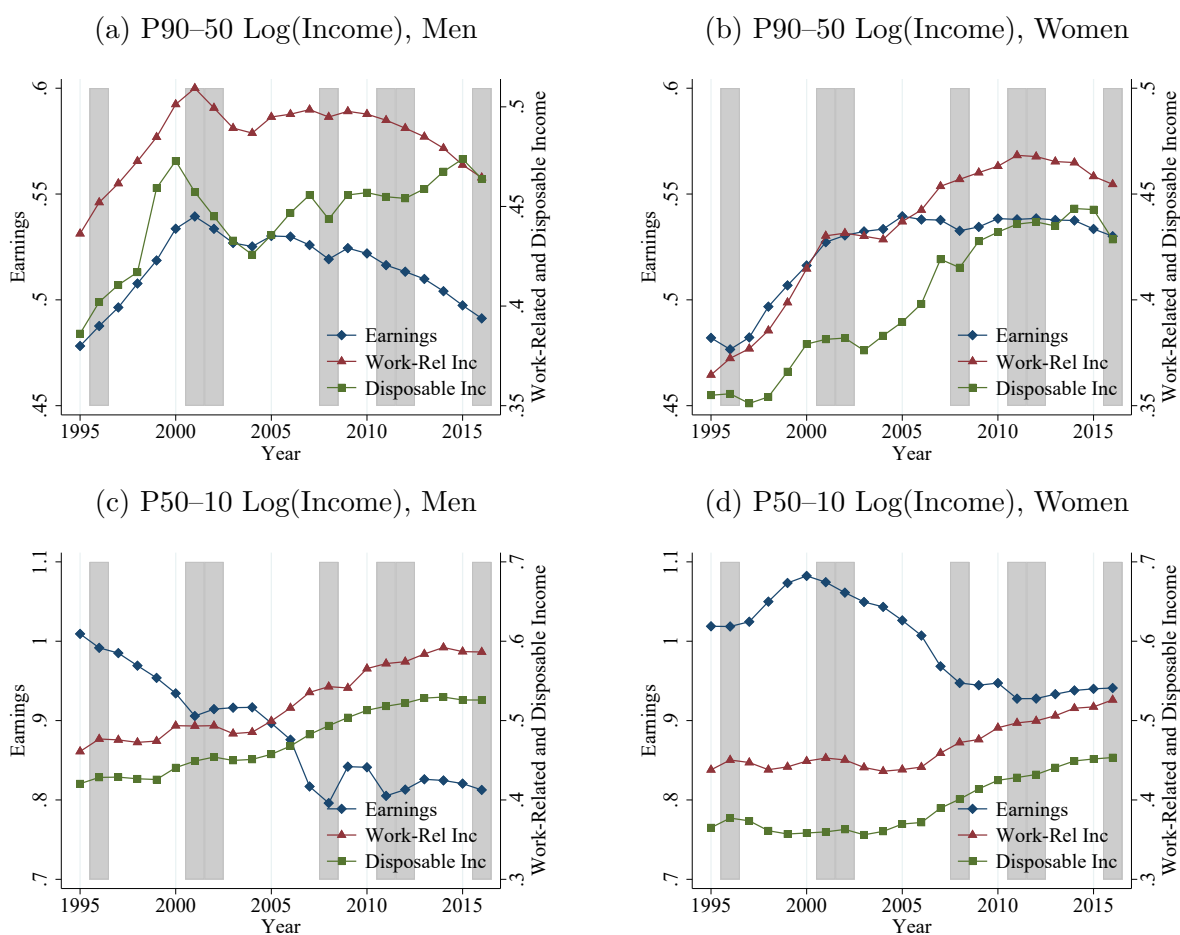 (a) P90–50 Log(Income), Men
.6
.55
.5
.45
Earnings
.5
.45
.4
.35
Work-Related and Disposable Income
Earnings
Work-Rel Inc
Disposable Inc
1995 2000 2005 2010 2015
Year
(b) P90–50 Log(Income), Women
.6
.55
.5
.45
Earnings
.5
.45
.4
.35
Work-Related and Disposable Income
Earnings
Work-Rel Inc
Disposable Inc
1995 2000 2005 2010 2015
Year
(c) P50–10 Log(Income), Men
1.1
1
.9
.8
.7
Earnings
.7
.6
.5
.4
.3
Work-Related and Disposable Income
Earnings
Work-Rel Inc
Disposable Inc
1995 2000 2005 2010 2015
Year
(d) P50–10 Log(Income), Women
1.1
1
.9
.8
.7
Earnings
.7
.6
.5
.4
.3
Work-Related and Disposable Income
Earnings
Work-Rel Inc
Disposable Inc
1995 2000 2005 2010 2015
Year